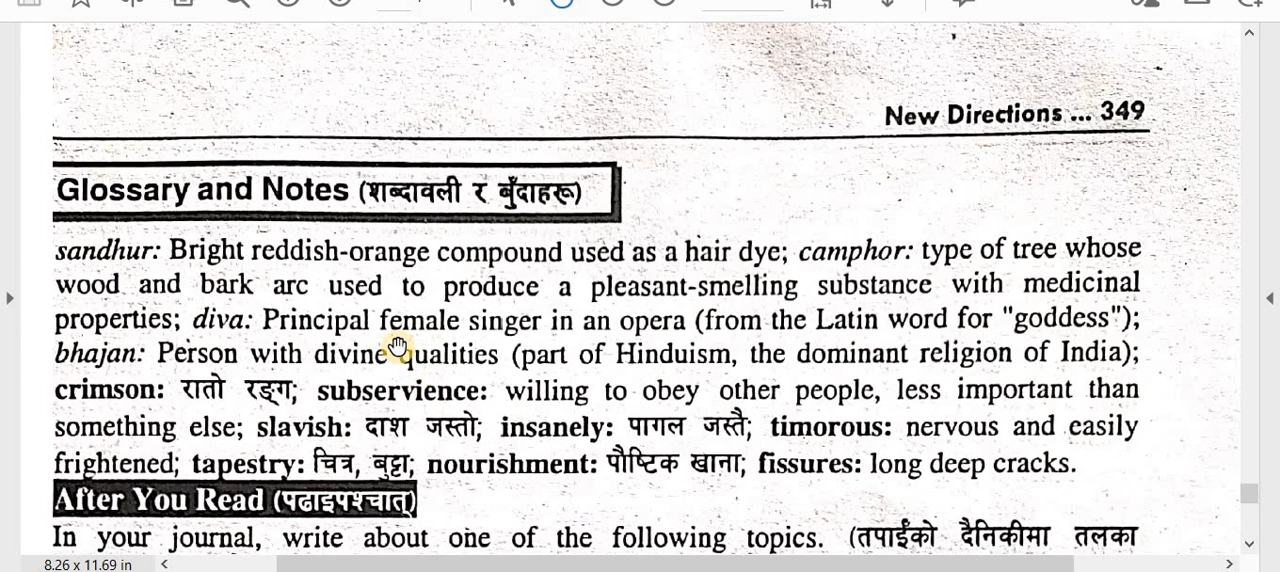 New Directions ... 349
Glossary and Notes (शब्दावली र बुँदाहरू)
sandhur: Bright reddish-orange compound used as a hair dye; camphor: type of tree whose
wood and bark arc used to produce a pleasant-smelling substance with medicinal
properties; diva: Principal female singer in an opera (from the Latin word for "goddess");
bhajan: Person with divine qualities (part of Hinduism, the dominant religion of India);
crimson: रातो रङ्ग; subservience: willing to obey other people, less important than
something else; slavish: दाश जस्तो; insanely: पागल जस्तै; timorous: nervous and easily
frightened; tapestry: चित्र, बुट्टा; nourishment: पौष्टिक खाना; fissures: long deep cracks.
After You Read (पढाइपश्चात्)
In your journal, write about one of the following topics. (तपाईंको दैनिकीमा तलका
8.26 x 11.69 in